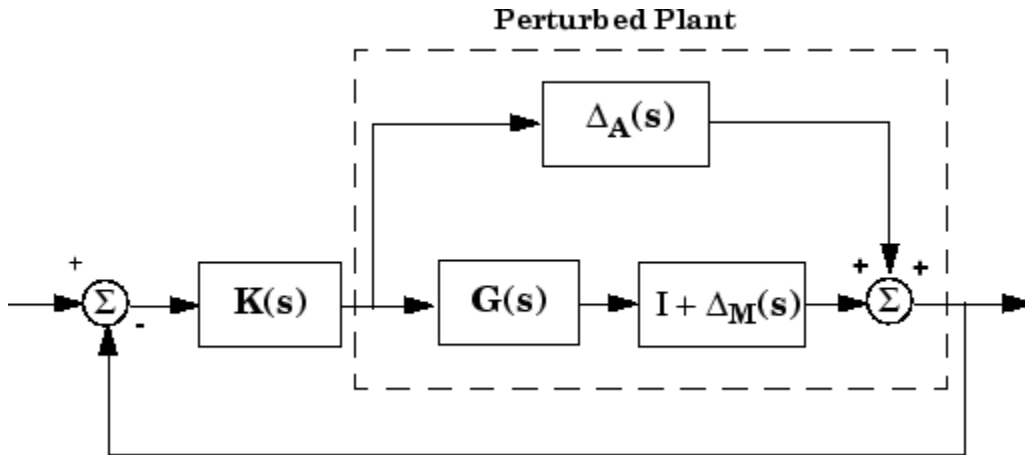 Perturbed Plant
Δ_A(s)
+
+ +
Σ
K(s)
G(s)
I + Δ_M(s)
Σ
-